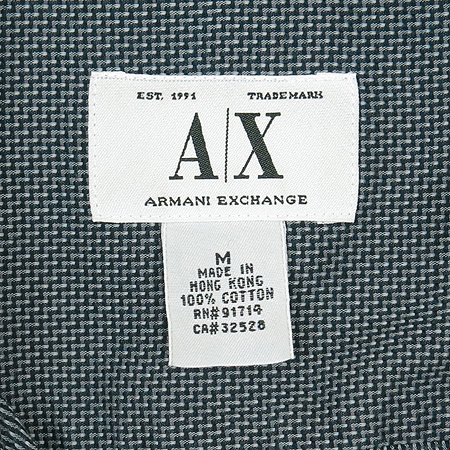 EST. 1991 TRADEMARK
A|X
ARMANI EXCHANGE
M
MADE IN
HONG KONG
100% COTTON
RN#91714
CA#32528